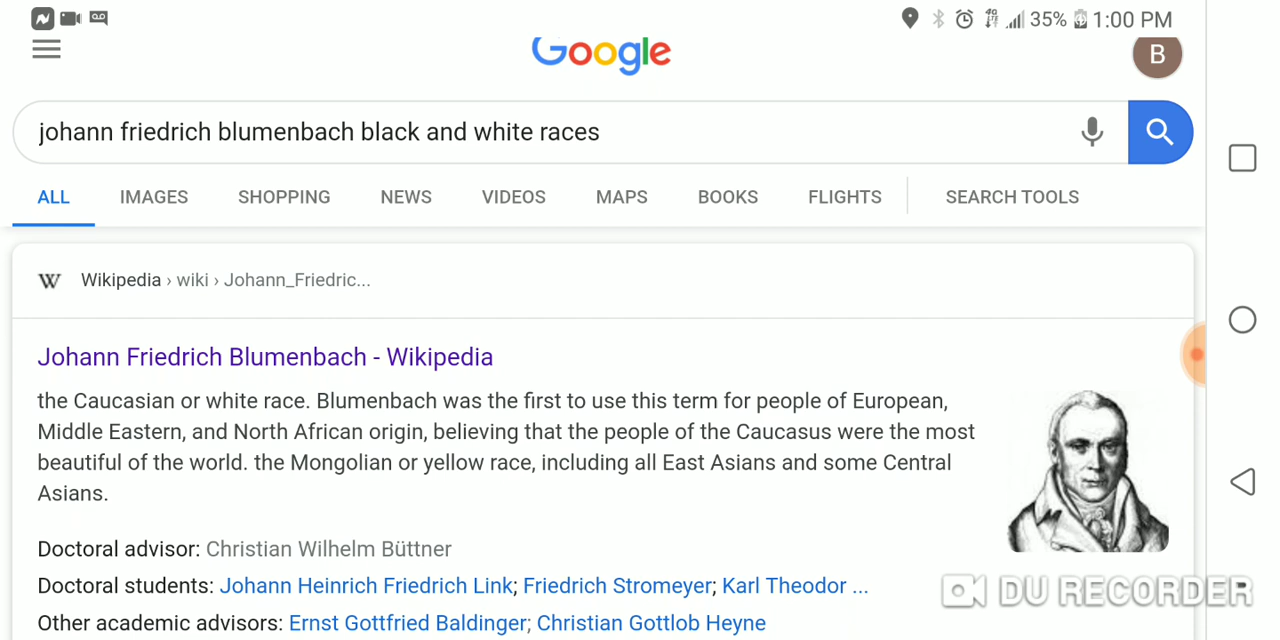 35% 1:00 PM
Google
B
johann friedrich blumenbach black and white races
ALL IMAGES SHOPPING NEWS VIDEOS MAPS BOOKS FLIGHTS SEARCH TOOLS
W Wikipedia › wiki › Johann_Friedric...
Johann Friedrich Blumenbach - Wikipedia
the Caucasian or white race. Blumenbach was the first to use this term for people of European,
Middle Eastern, and North African origin, believing that the people of the Caucasus were the most
beautiful of the world. the Mongolian or yellow race, including all East Asians and some Central
Asians.
Doctoral advisor: Christian Wilhelm Büttner
Doctoral students: Johann Heinrich Friedrich Link; Friedrich Stromeyer; Karl Theodor ...
DU RECORDER
Other academic advisors: Ernst Gottfried Baldinger; Christian Gottlob Heyne